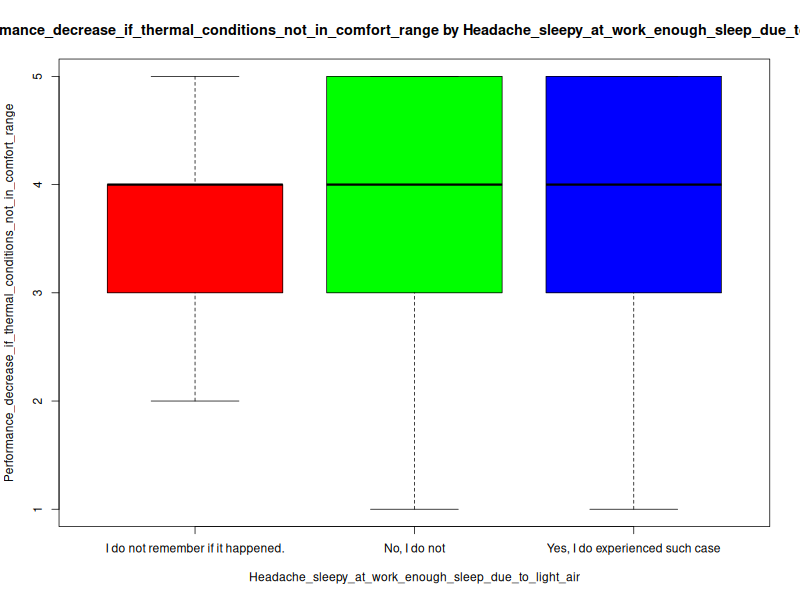 mance_decrease_if_thermal_conditions_not_in_comfort_range by Headache_sleepy_at_work_enough_sleep_due_t
Performance_decrease_if_thermal_conditions_not_in_comfort_range
5
4
3
2
1
I do not remember if it happened.
No, I do not
Yes, I do experienced such case
Headache_sleepy_at_work_enough_sleep_due_to_light_air